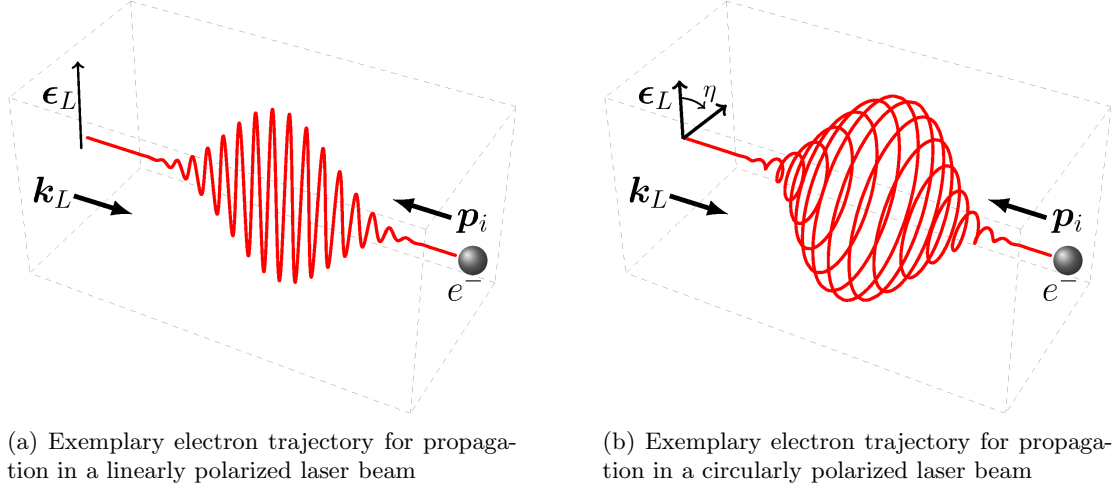 ϵ_L
k_L
p_i
e⁻
(a) Exemplary electron trajectory for propaga-
tion in a linearly polarized laser beam
ϵ_L
η
k_L
p_i
e⁻
(b) Exemplary electron trajectory for propaga-
tion in a circularly polarized laser beam